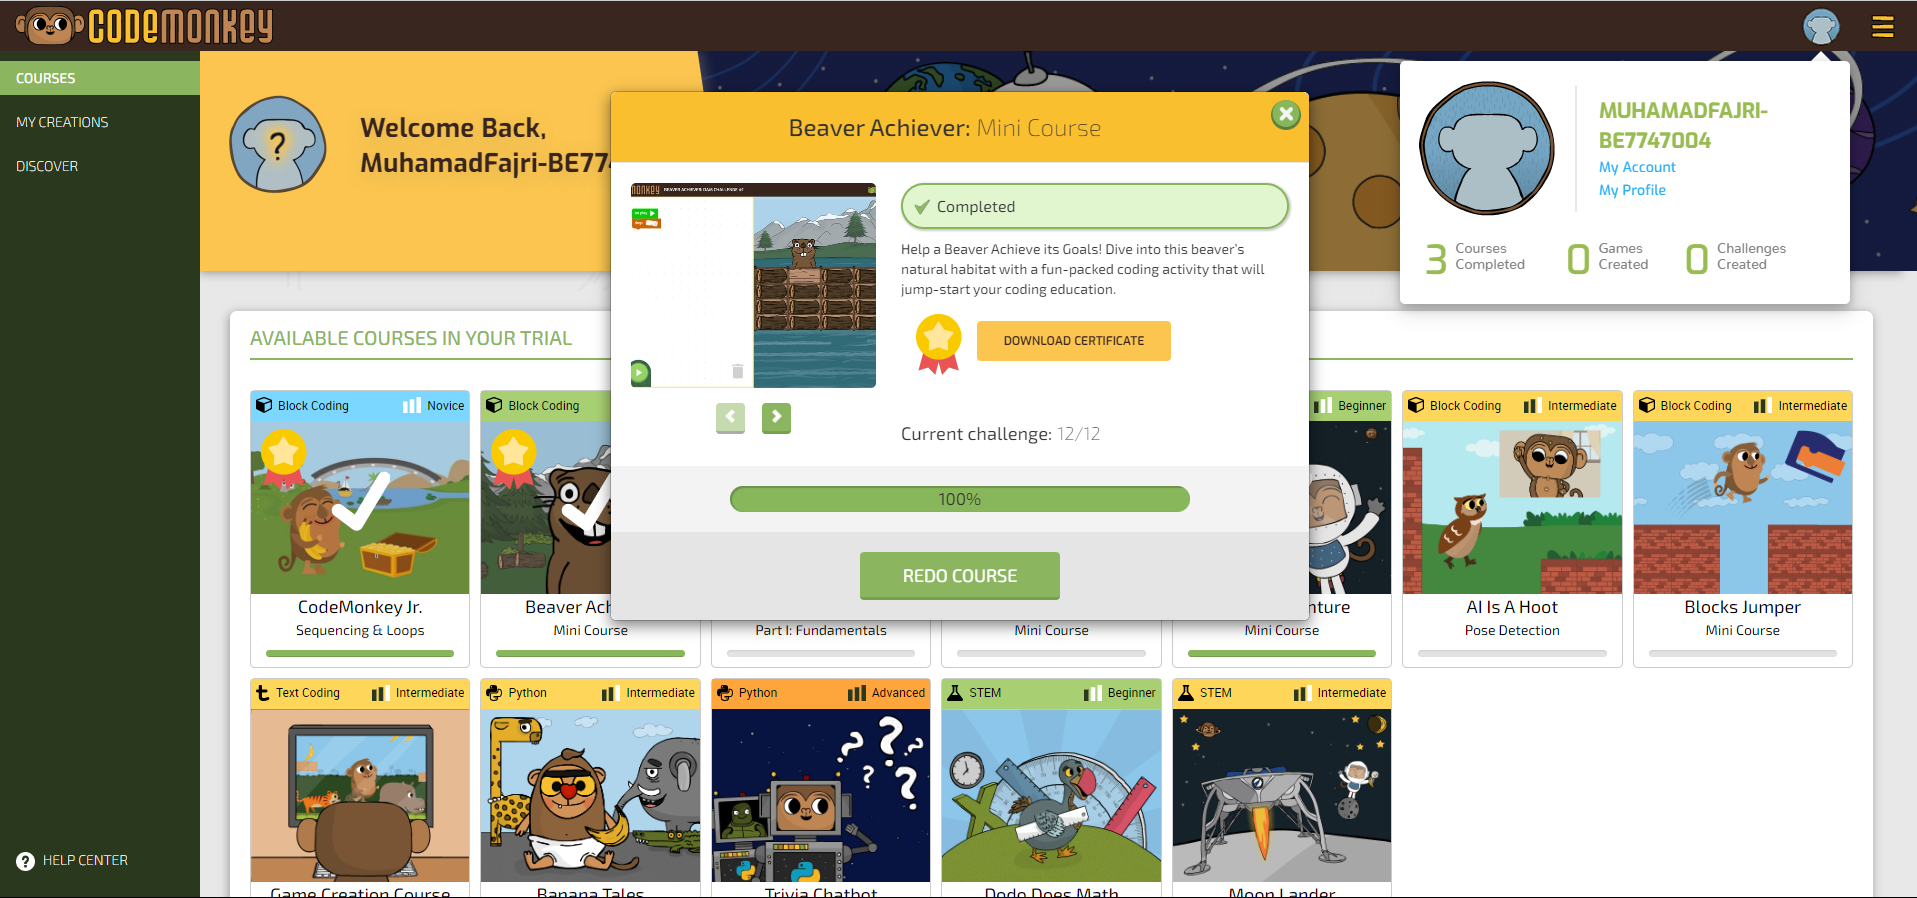 CODEMONKEY
COURSES
MY CREATIONS
DISCOVER
HELP CENTER
?
Welcome Back,
MuhamadFajri-BE77
MUHAMADFAJRI-
BE7747004
My Account
My Profile
3 Courses
Completed
0 Games
Created
0 Challenges
Created
Beaver Achiever: Mini Course
MONKEY
Completed
Help a Beaver Achieve its Goals! Dive into this beaver's
natural habitat with a fun-packed coding activity that will
jump-start your coding education.
DOWNLOAD CERTIFICATE
Current challenge: 12/12
100%
REDO COURSE
AVAILABLE COURSES IN YOUR TRIAL
Block Coding Novice
CodeMonkey Jr.
Sequencing & Loops
Block Coding
Beaver Ach
Mini Course
Part I: Fundamentals
Mini Course
Beginner
nture
Mini Course
Block Coding Intermediate
AI Is A Hoot
Pose Detection
Block Coding Intermediate
Blocks Jumper
Mini Course
Text Coding Intermediate
Game Creation Course
Python Intermediate
Banana Tales
Python Advanced
Trivia Chatbot
STEM Beginner
Dodo Does Math
STEM Intermediate
Moon Lander